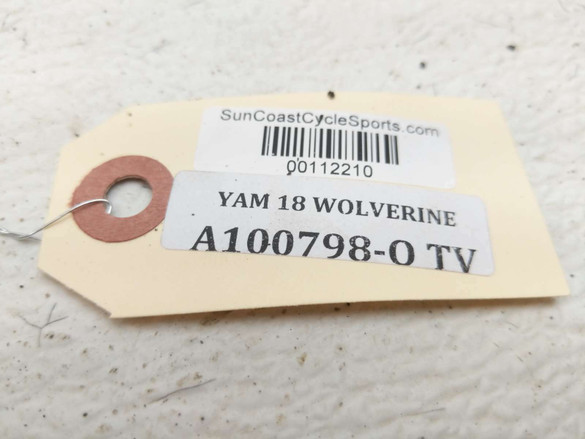 SunCoastCycleSports.com
00112210
YAM 18 WOLVERINE
A100798-O TV